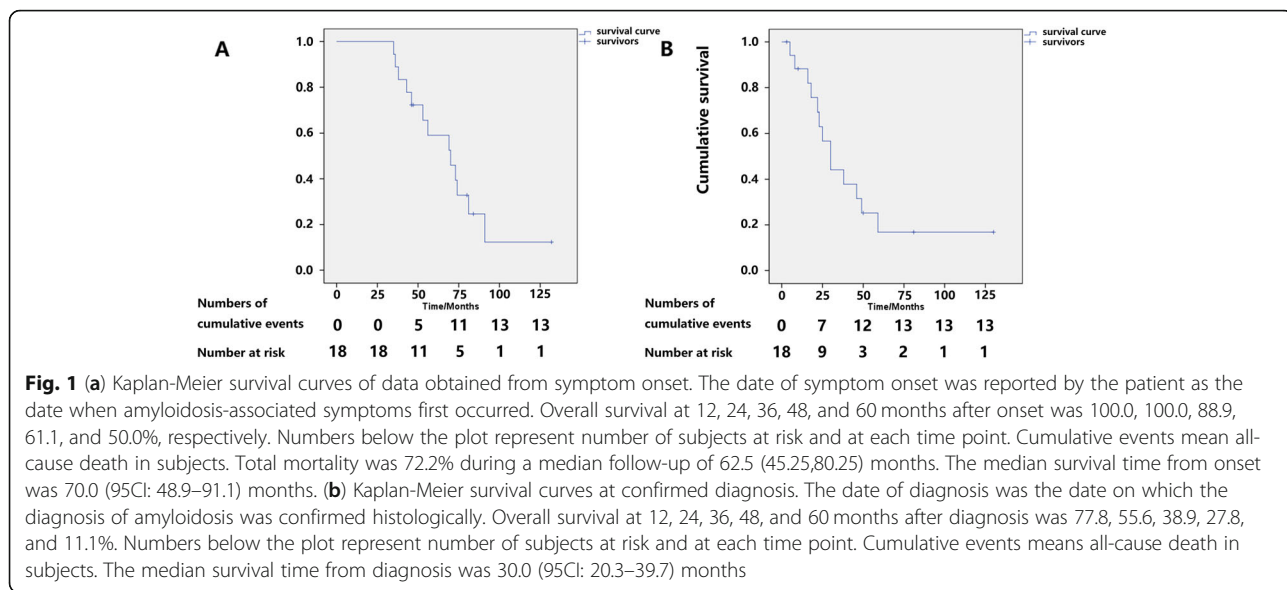 A
survival curve
survivors
1.0
0.8
0.6
0.4
0.2
0.0
0 25 50 75 100 125
Time/Months
Numbers of
cumulative events 0 0 5 11 13 13
Number at risk 18 18 11 5 1 1
B
survival curve
survivors
Cumulative survival
1.0
0.8
0.6
0.4
0.2
0.0
0 25 50 75 100 125
Time/Months
Numbers of
cumulative events 0 7 12 13 13 13
Number at risk 18 9 3 2 1 1
Fig. 1 (a) Kaplan-Meier survival curves of data obtained from symptom onset. The date of symptom onset was reported by the patient as the
date when amyloidosis-associated symptoms first occurred. Overall survival at 12, 24, 36, 48, and 60 months after onset was 100.0, 100.0, 88.9,
61.1, and 50.0%, respectively. Numbers below the plot represent number of subjects at risk and at each time point. Cumulative events mean all-
cause death in subjects. Total mortality was 72.2% during a median follow-up of 62.5 (45.25,80.25) months. The median survival time from onset
was 70.0 (95CI: 48.9–91.1) months. (b) Kaplan-Meier survival curves at confirmed diagnosis. The date of diagnosis was the date on which the
diagnosis of amyloidosis was confirmed histologically. Overall survival at 12, 24, 36, 48, and 60 months after diagnosis was 77.8, 55.6, 38.9, 27.8,
and 11.1%. Numbers below the plot represent number of subjects at risk and at each time point. Cumulative events means all-cause death in
subjects. The median survival time from diagnosis was 30.0 (95CI: 20.3–39.7) months